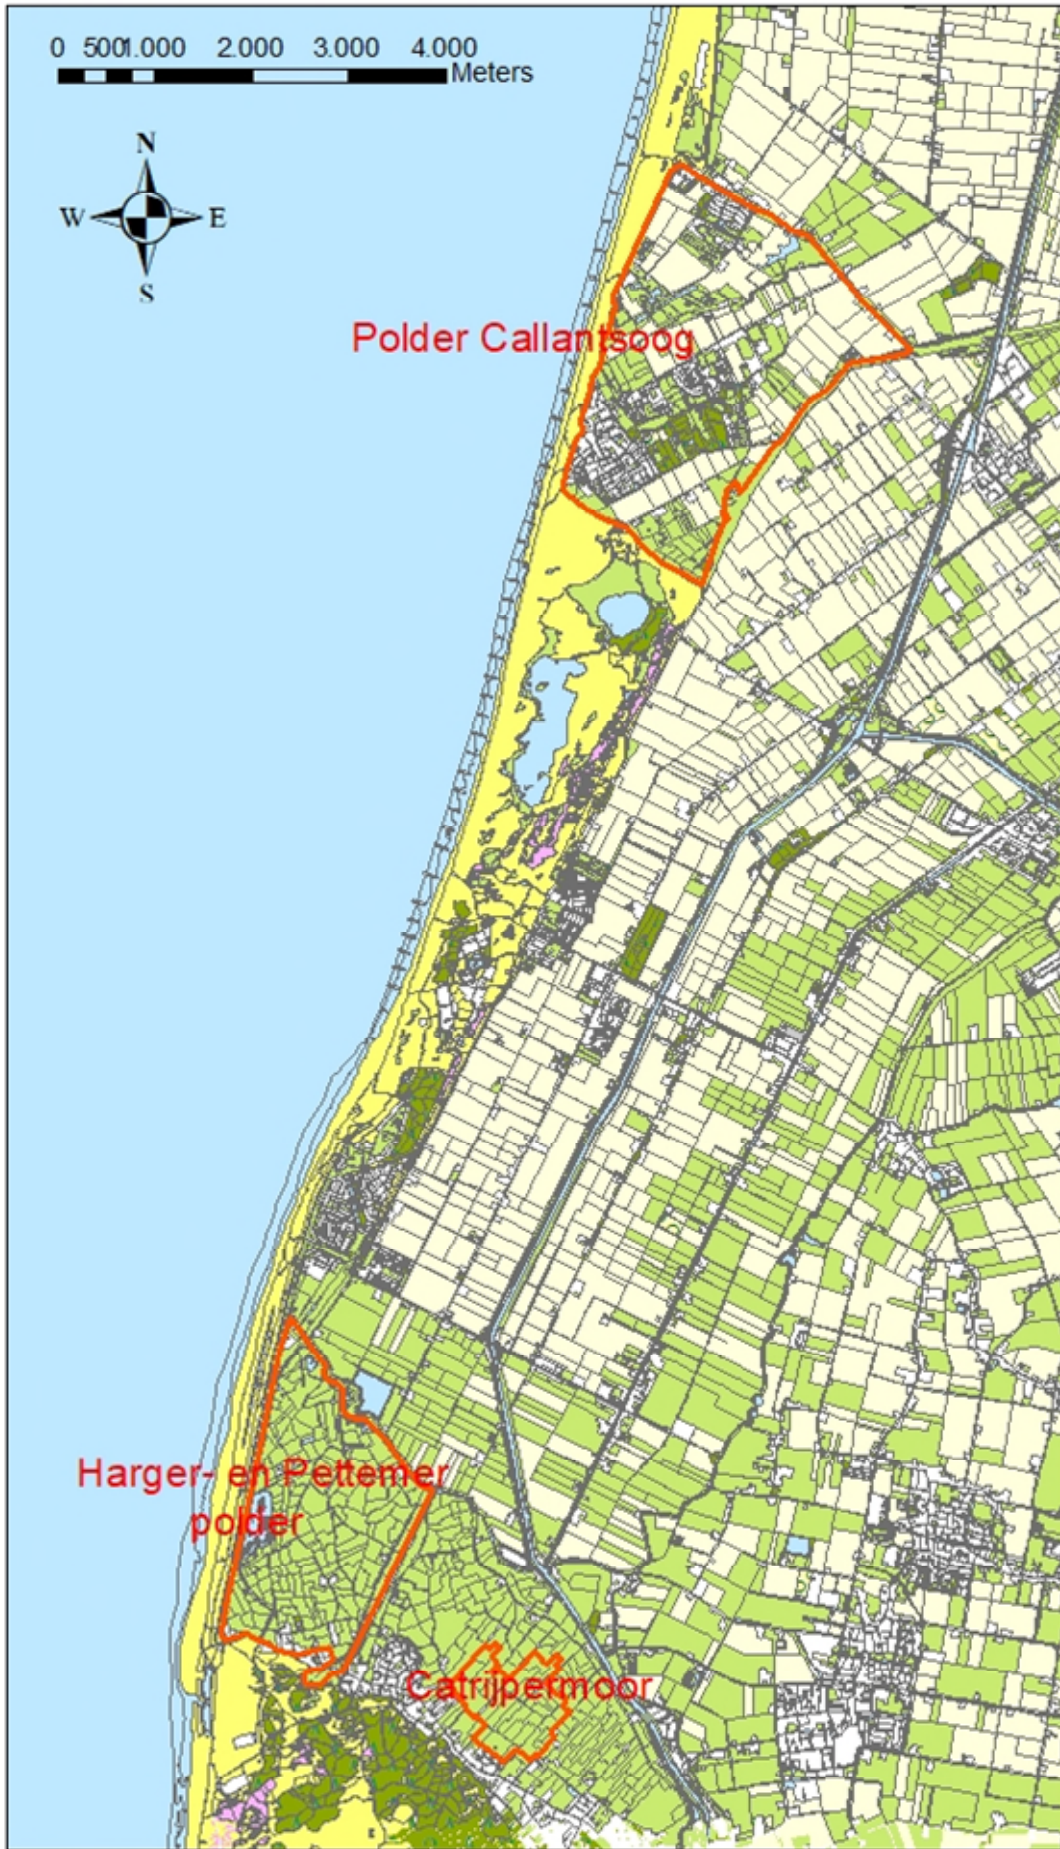 0 500 1.000 2.000 3.000 4.000
Meters
N
W E
S
Polder Callantsoog
Harger- en Pettemer
polder
Catrijpermoor